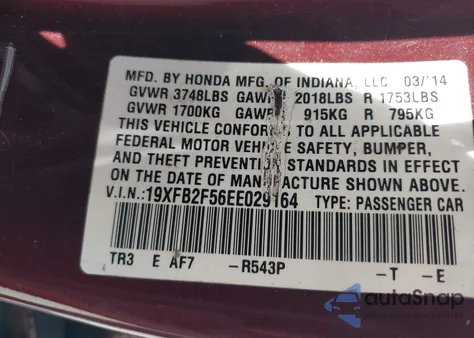 MFD. BY HONDA MFG. OF INDIANA, LLC 03/14
GVWR 3748LBS GAWR 2018LBS R 1753LBS
GVWR 1700KG GAWR 915KG R 795KG
THIS VEHICLE CONFORMS TO ALL APPLICABLE
FEDERAL MOTOR VEHICLE SAFETY, BUMPER,
AND THEFT PREVENTION STANDARDS IN EFFECT
ON THE DATE OF MANUFACTURE SHOWN ABOVE.
V.I.N.: 19XFB2F56EE029164 TYPE: PASSENGER CAR
TR3 E AF7 -R543P -T -E
autoSnap